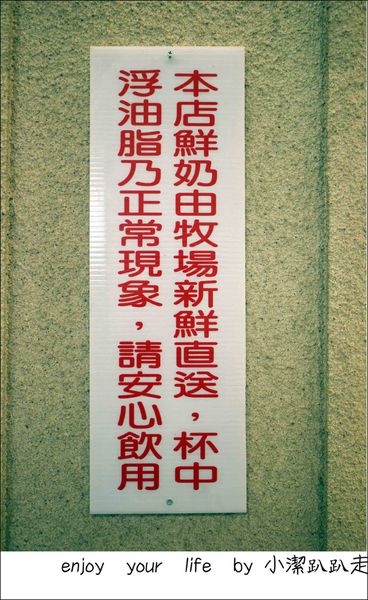 本店鮮奶由牧場新鮮直送，杯中
浮油脂乃正常現象，請安心飲用
enjoy your life by 小潔趴趴走